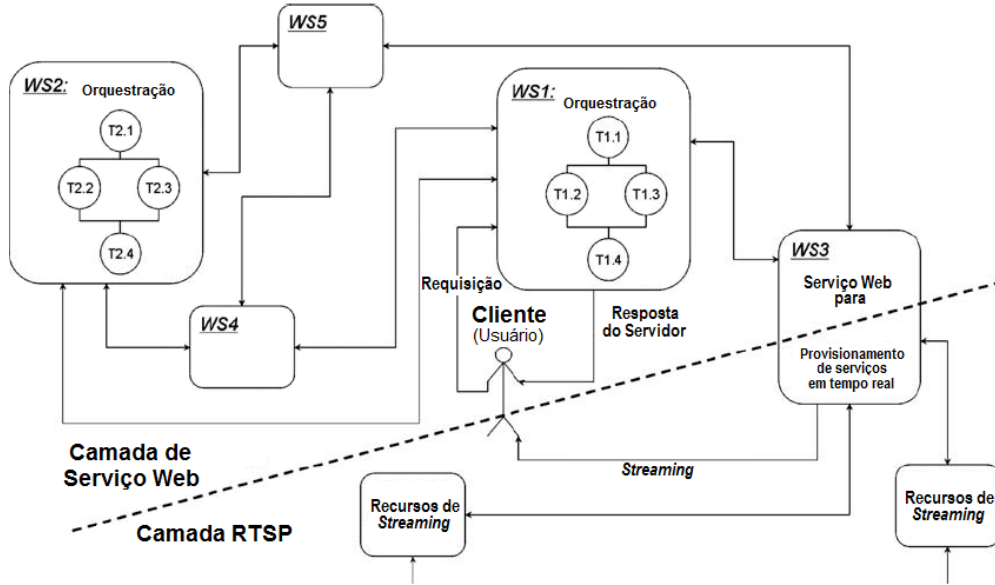 WS5
WS2:
Orquestração
T2.1
T2.2
T2.3
T2.4
WS1:
Orquestração
T1.1
T1.2
T1.3
T1.4
WS3
Serviço Web
para
Provisionamento
de serviços
em tempo real
WS4
Requisição
Cliente
(Usuário)
Resposta
do Servidor
Camada de
Serviço Web
Streaming
Camada RTSP
Recursos de
Streaming
Recursos de
Streaming